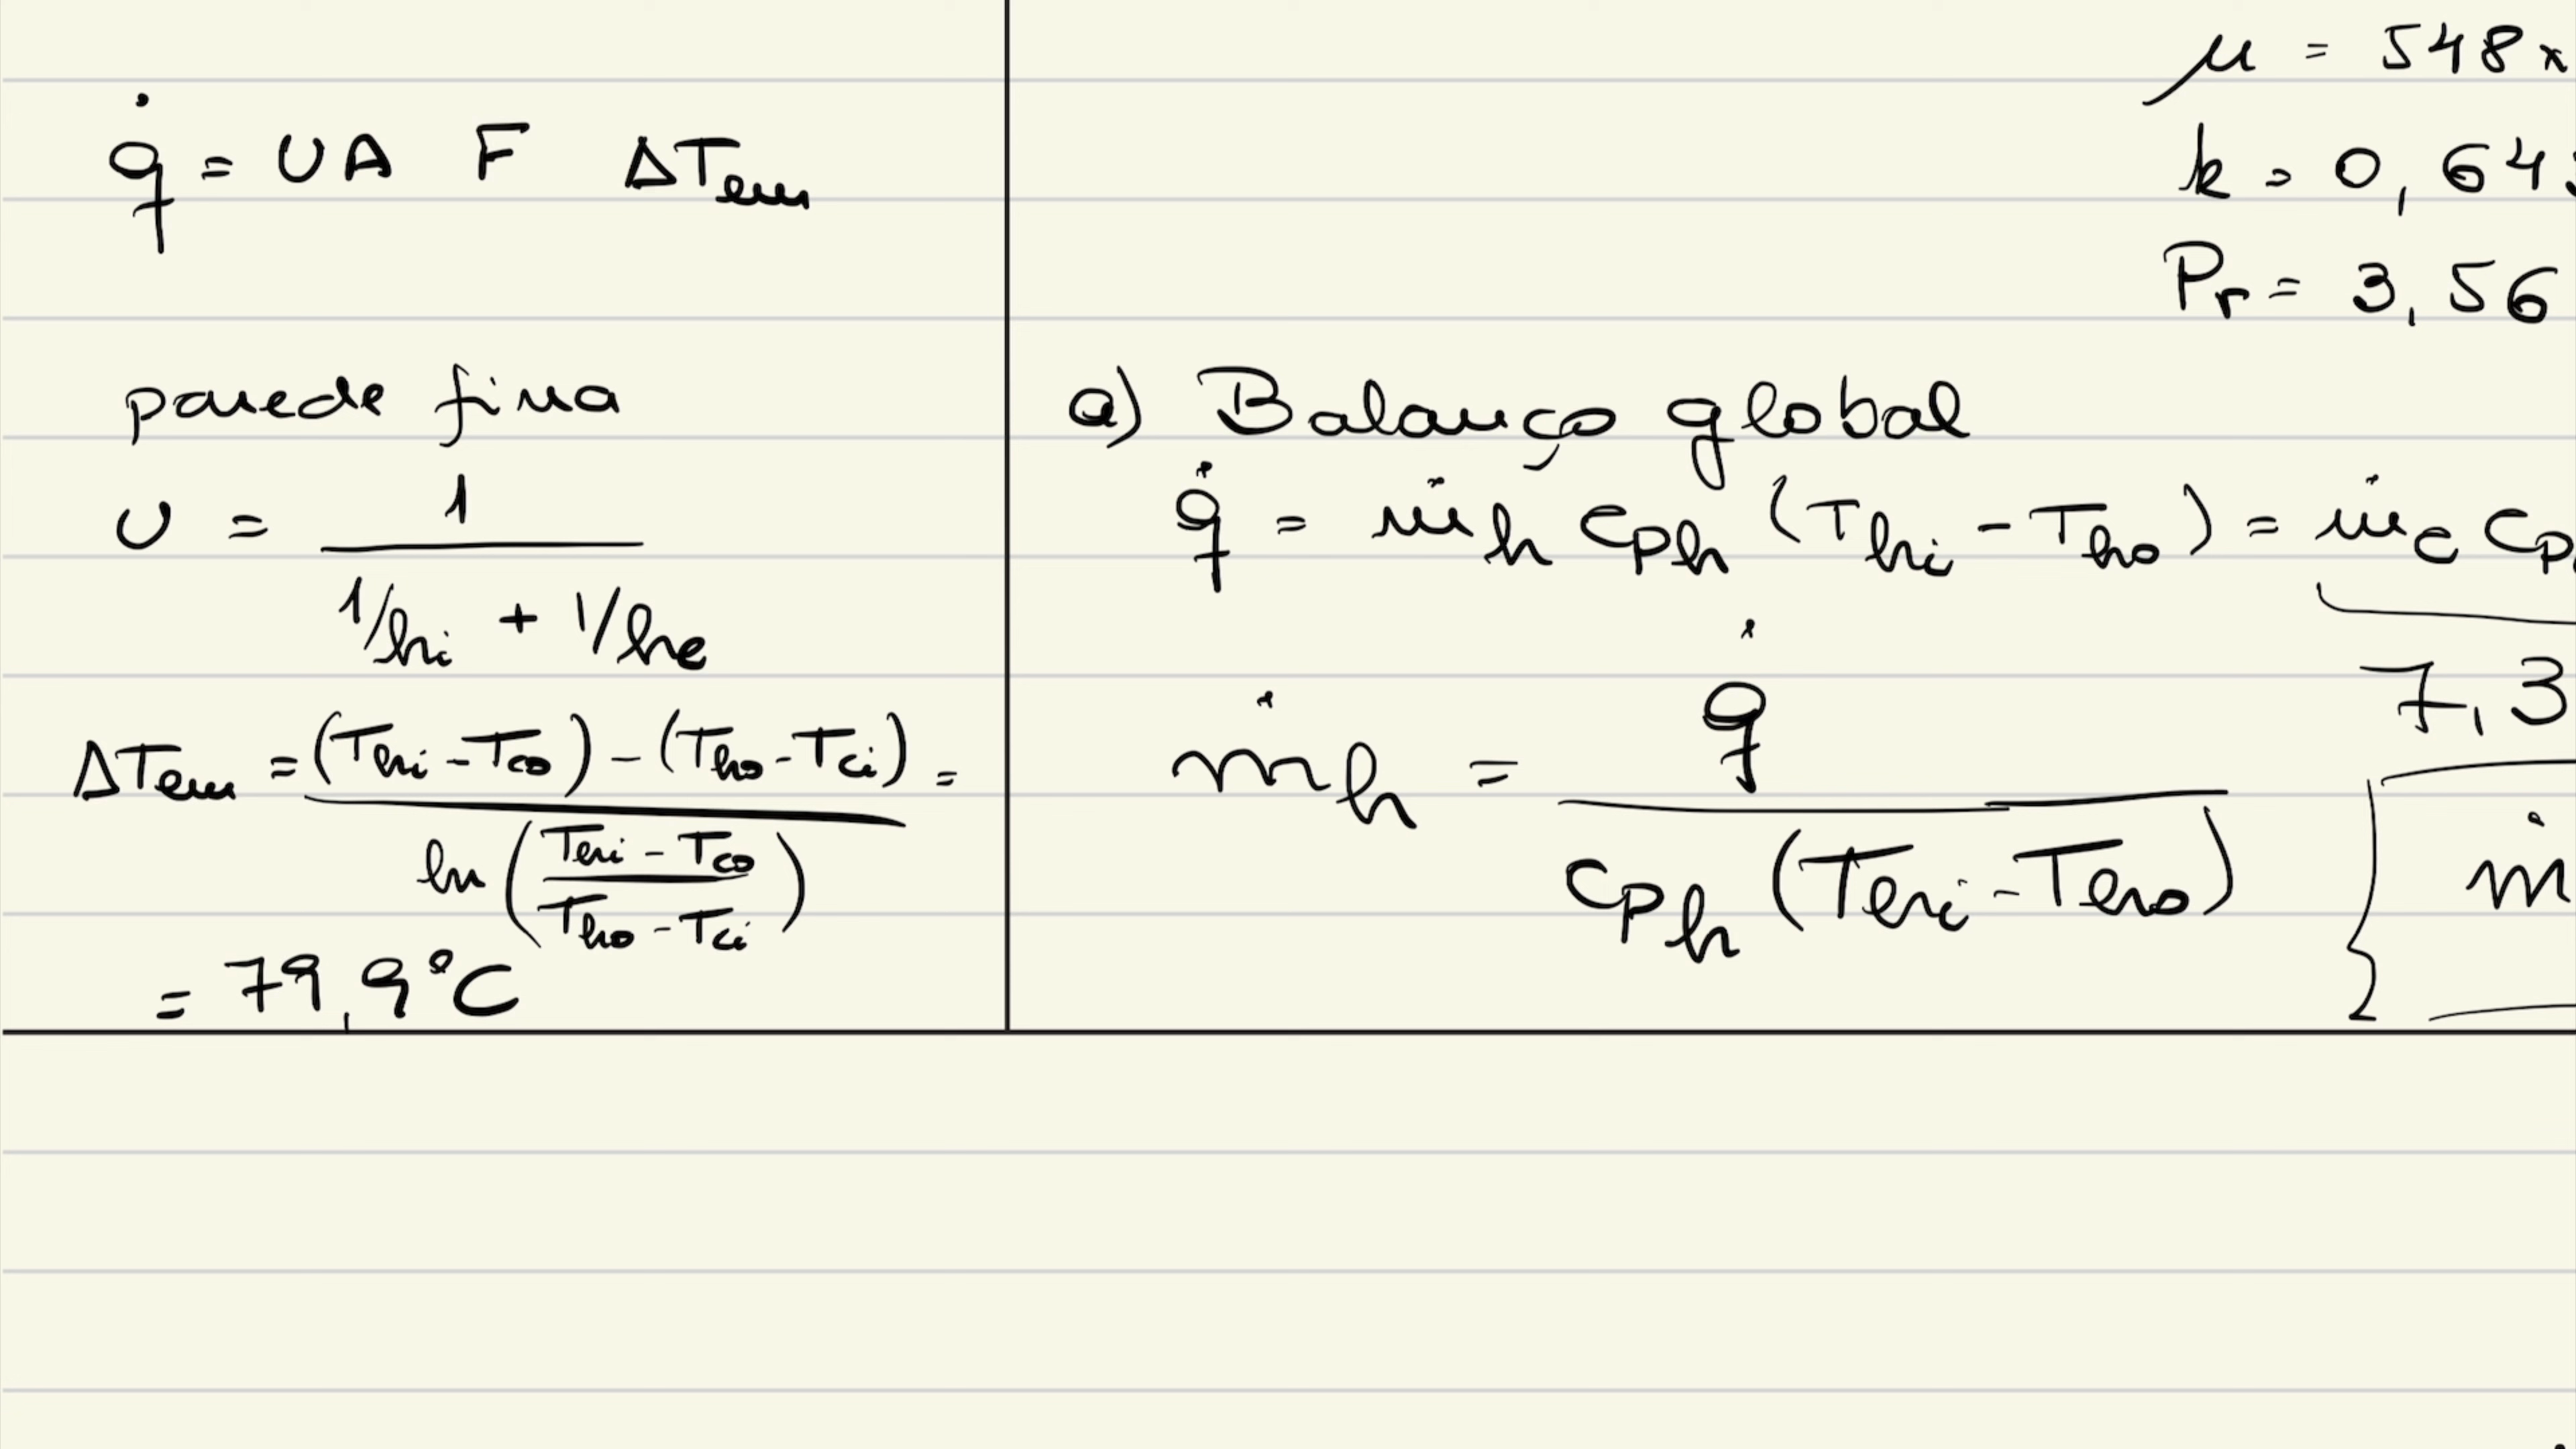 q̇ = UA F ΔTem
parede fina
U = 1 / (1/hi + 1/he)
ΔTem = ((Thi - Tco) - (Tho - Tci)) / ln((Thi - Tco) / (Tho - Tci)) =
= 79,9°C
μ = 548x
k = 0,64
Pr = 3,56
a) Balanço global
q̇ = ṁh cph (Thi - Tho) = ṁc cp
7,3
ṁh = q̇ / (cph (Thi - Tho))
ṁ